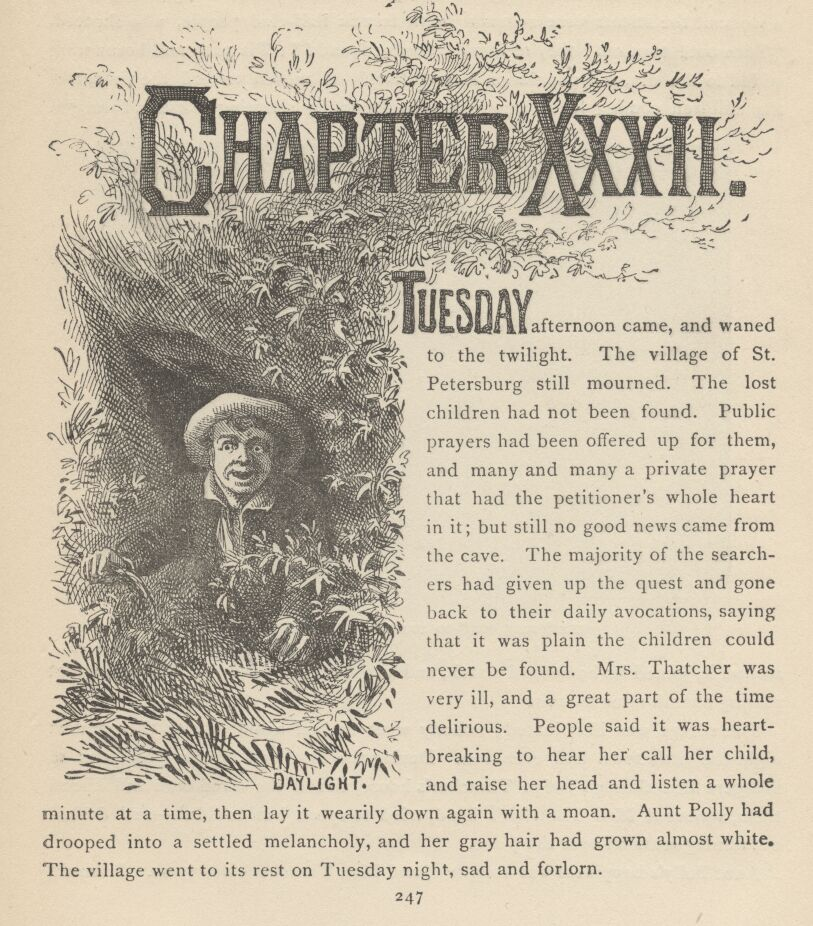 CHAPTER XXXII.
TUESDAY afternoon came, and waned
to the twilight. The village of St.
Petersburg still mourned. The lost
children had not been found. Public
prayers had been offered up for them,
and many and many a private prayer
that had the petitioner's whole heart
in it; but still no good news came from
the cave. The majority of the search-
ers had given up the quest and gone
back to their daily avocations, saying
that it was plain the children could
never be found. Mrs. Thatcher was
very ill, and a great part of the time
delirious. People said it was heart-
breaking to hear her call her child,
and raise her head and listen a whole
DAYLIGHT.
minute at a time, then lay it wearily down again with a moan. Aunt Polly had
drooped into a settled melancholy, and her gray hair had grown almost white.
The village went to its rest on Tuesday night, sad and forlorn.
247